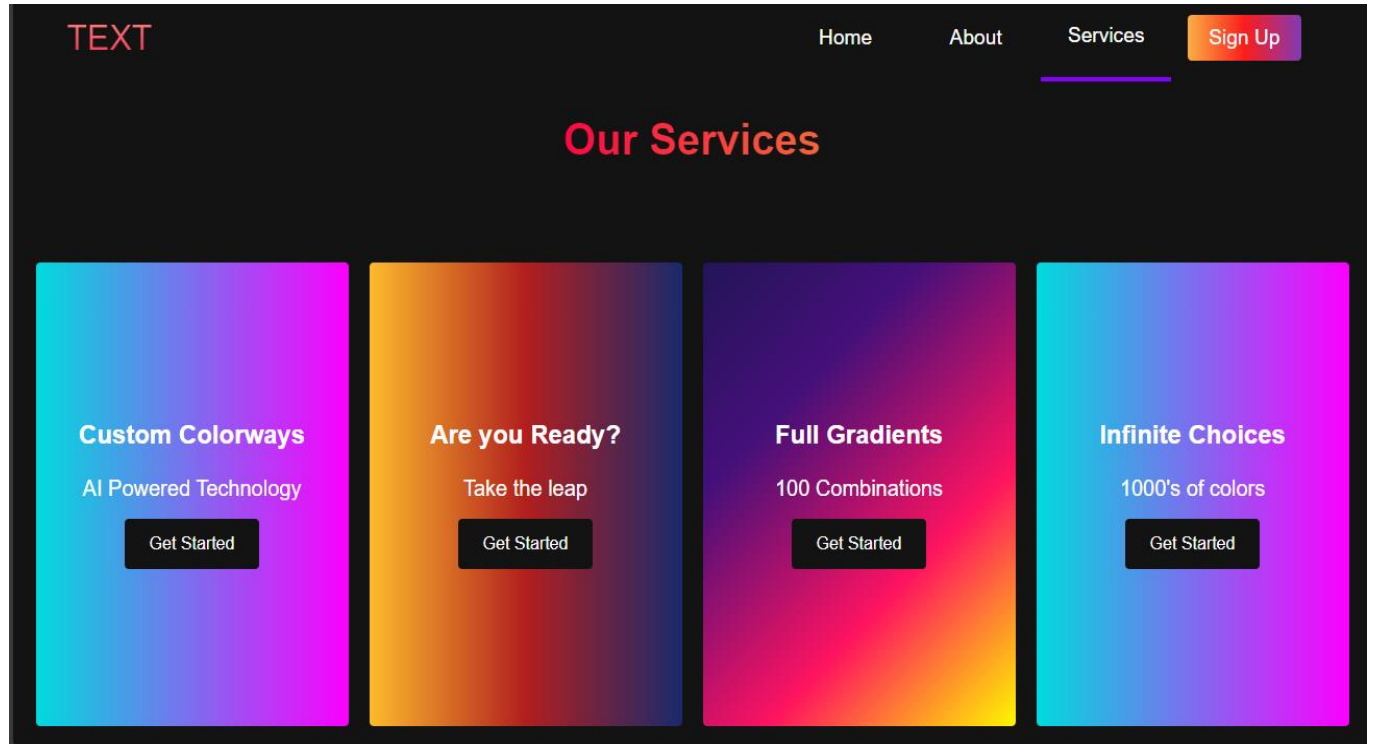 TEXT
Home About Services Sign Up
Our Services
Custom Colorways
AI Powered Technology
Get Started
Are you Ready?
Take the leap
Get Started
Full Gradients
100 Combinations
Get Started
Infinite Choices
1000's of colors
Get Started